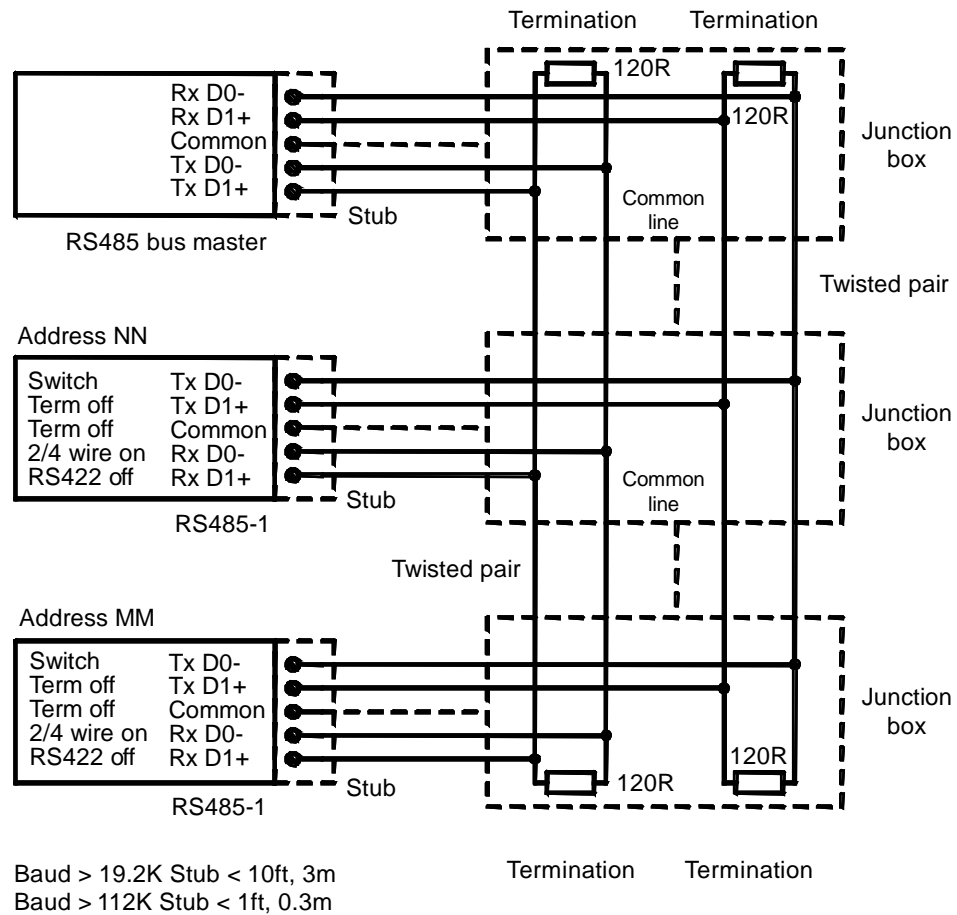 Termination
Termination
120R
120R
Rx D0-
Rx D1+
Common
Tx D0-
Tx D1+
Stub
RS485 bus master
Common
line
Junction
box
Twisted pair
Address NN
Switch
Term off
Term off
2/4 wire on
RS422 off
Tx D0-
Tx D1+
Common
Rx D0-
Rx D1+
Stub
RS485-1
Common
line
Junction
box
Twisted pair
Address MM
Switch
Term off
Term off
2/4 wire on
RS422 off
Tx D0-
Tx D1+
Common
Rx D0-
Rx D1+
Stub
RS485-1
120R
120R
Junction
box
Termination
Termination
Baud > 19.2K Stub < 10ft, 3m
Baud > 112K Stub < 1ft, 0.3m